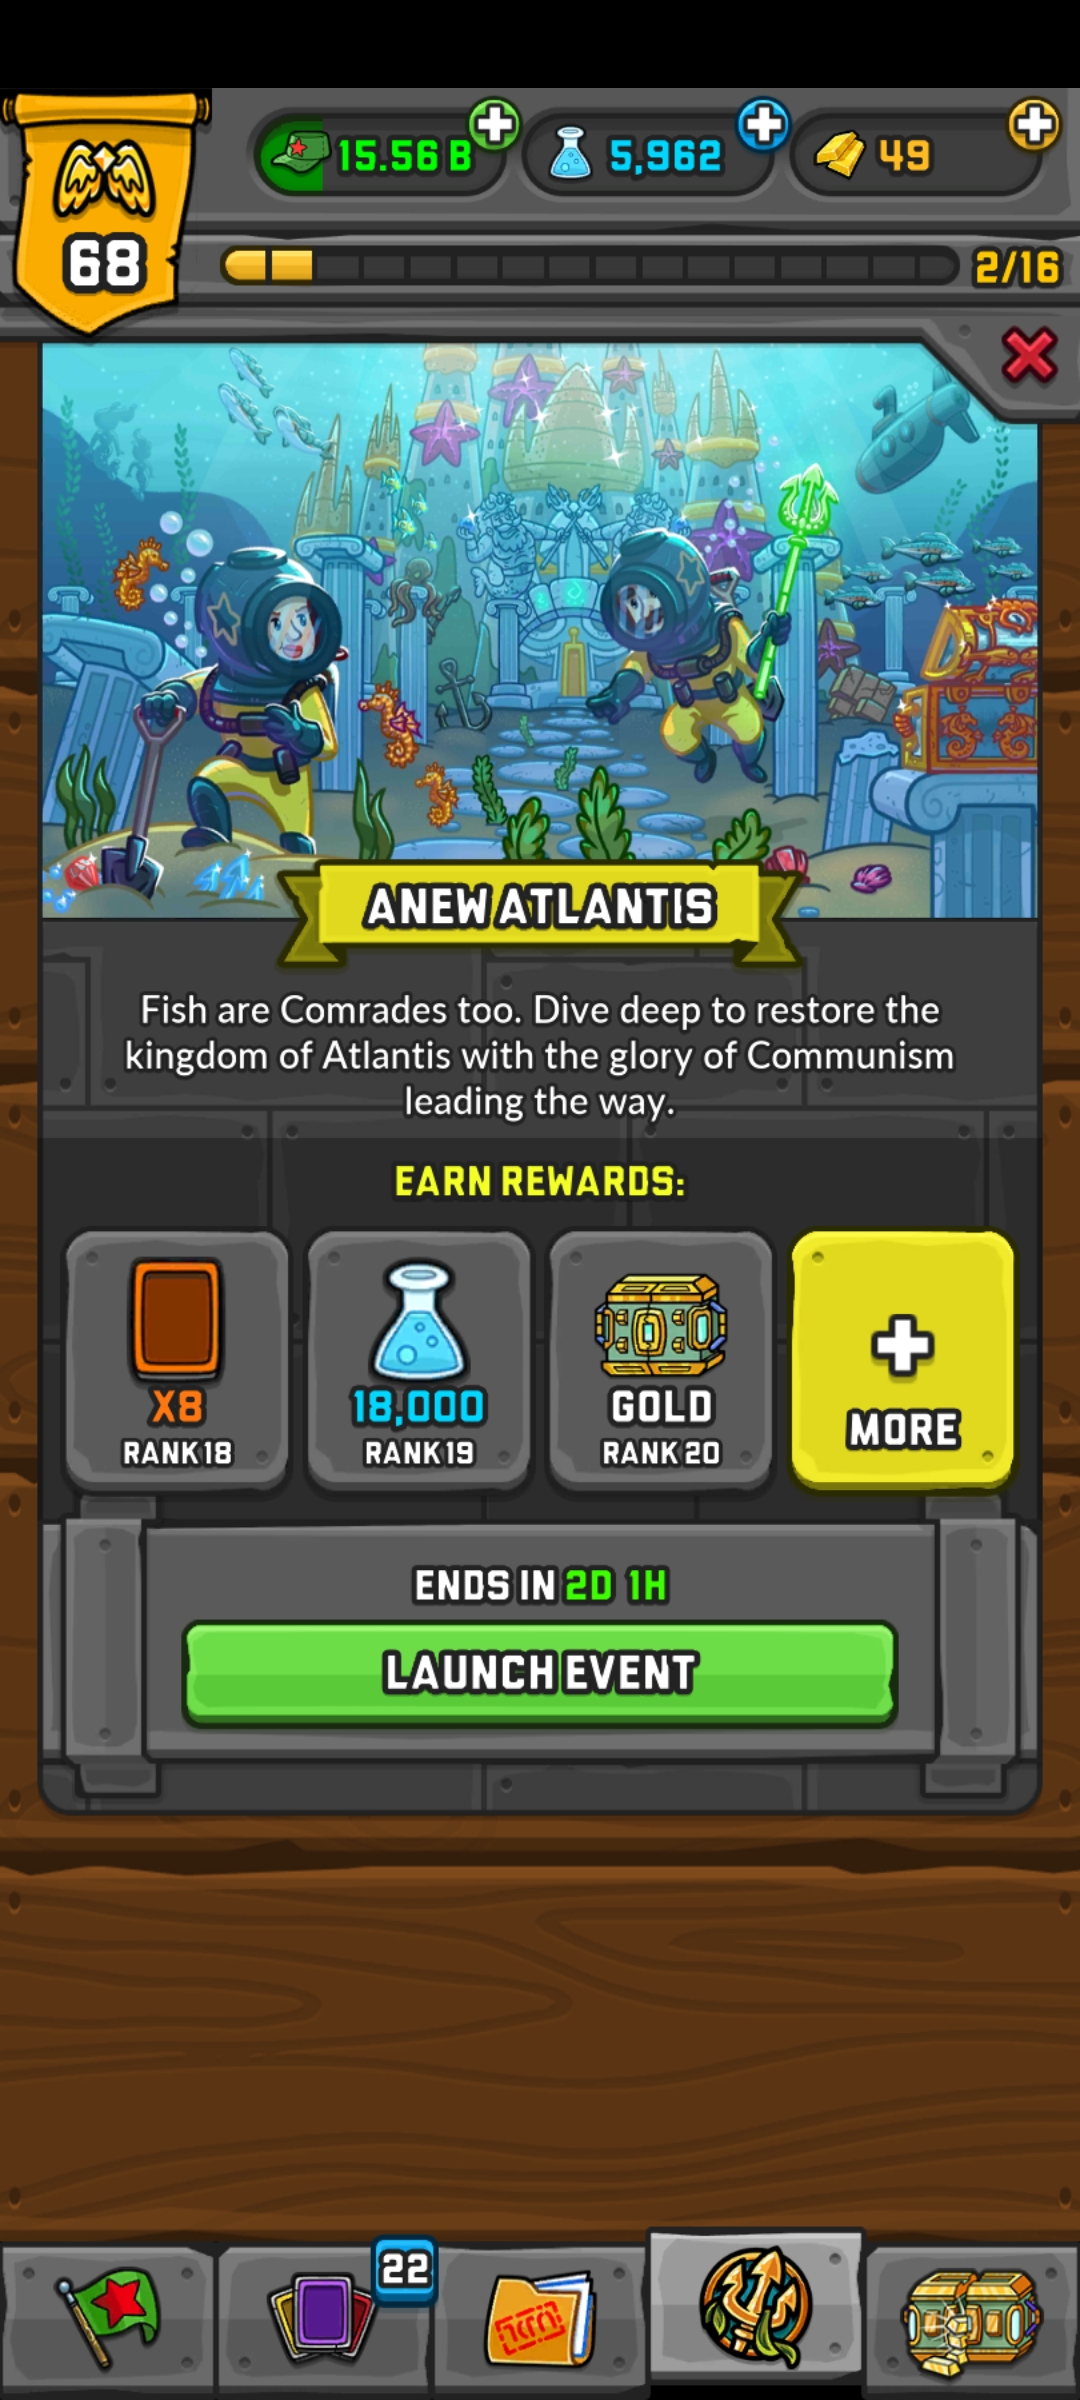 15.56 B
5,962
49
68
2/16
ANEW ATLANTIS
Fish are Comrades too. Dive deep to restore the
kingdom of Atlantis with the glory of Communism
leading the way.
EARN REWARDS:
X8
RANK 18
18,000
RANK 19
GOLD
RANK 20
MORE
ENDS IN 2D 1H
LAUNCH EVENT
22